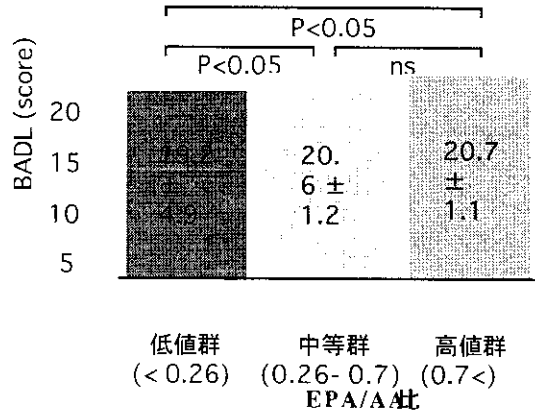 P<0.05
P<0.05
ns
BADL (score)
20
15
10
5
±
4.9
20.
6 ±
1.2
20.7
±
1.1
低値群
中等群
高値群
(< 0.26)
(0.26- 0.7)
(0.7<)
EPA/AA比